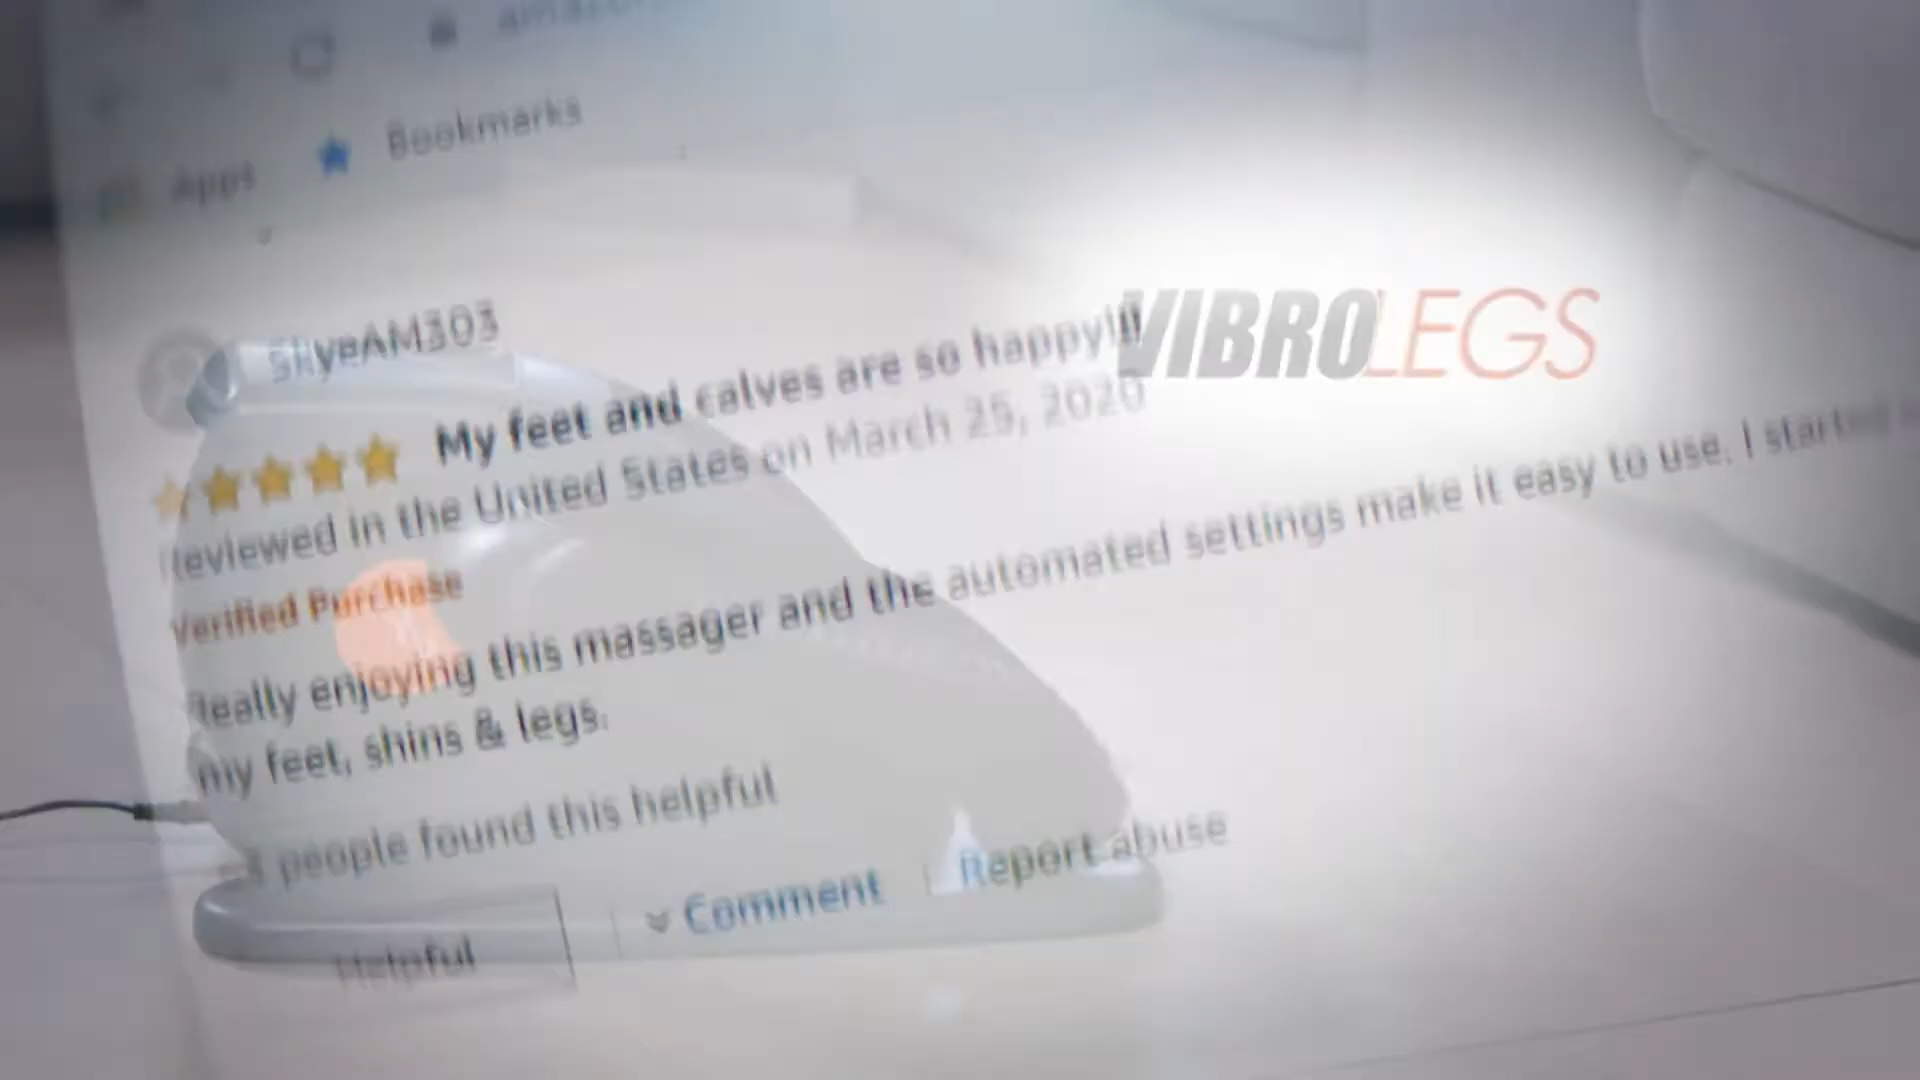 Bookmarks
Apps
SkyeAM303
VIBROLEGS
My feet and calves are so happy!!!
Reviewed in the United States on March 25, 2020
Verified Purchase
Really enjoying this massager and the automated settings make it easy to use. I started
my feet, shins & legs.
people found this helpful
Helpful
Comment
Report abuse